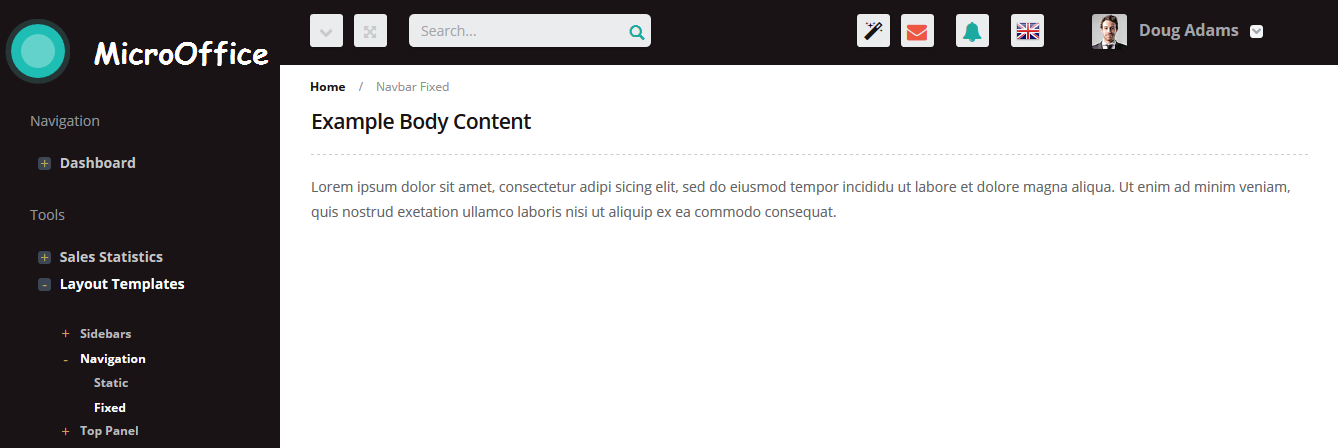 MicroOffice
Search...
Doug Adams
Navigation
+ Dashboard
Tools
+ Sales Statistics
- Layout Templates
+ Sidebars
- Navigation
Static
Fixed
+ Top Panel
Home / Navbar Fixed
Example Body Content
Lorem ipsum dolor sit amet, consectetur adipi sicing elit, sed do eiusmod tempor incididu ut labore et dolore magna aliqua. Ut enim ad minim veniam,
quis nostrud exetation ullamco laboris nisi ut aliquip ex ea commodo consequat.